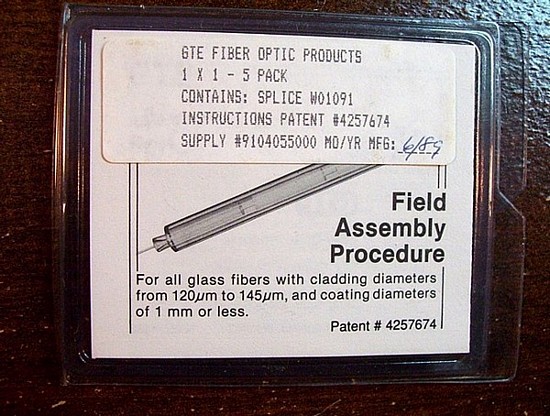 GTE FIBER OPTIC PRODUCTS
1 X 1 - 5 PACK
CONTAINS: SPLICE W01091
INSTRUCTIONS PATENT #4257674
SUPPLY #9104055000 MO/YR MFG: 6/89
Field
Assembly
Procedure
For all glass fibers with cladding diameters
from 120µm to 145µm, and coating diameters
of 1 mm or less.
Patent # 4257674